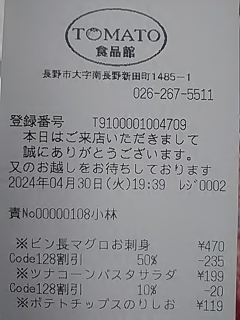 TOMATO
食品館
長野市大字南長野新田町1485-1
026-267-5511
登録番号 T9100001004709
本日はご来店いただきまして
誠にありがとうございます。
又のお越しをお待ちしております
2024年04月30日(火)19:39 レジ0002
責No00000108小林
※ビン長マグロお刺身 ¥470
Code128割引 50% -235
※ツナコーンパスタサラダ ¥199
Code128割引 10% -20
※ポテトチップスのりしお ¥119